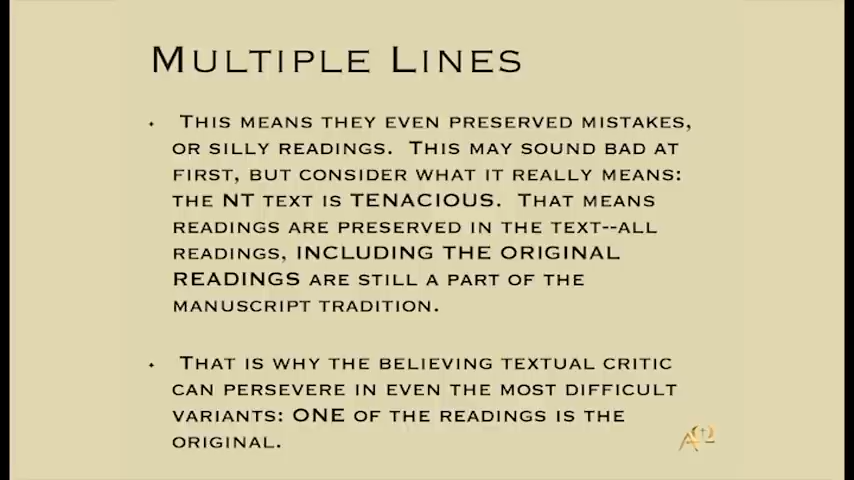 Multiple Lines
• This means they even preserved mistakes,
or silly readings. This may sound bad at
first, but consider what it really means:
the NT text is TENACIOUS. That means
readings are preserved in the text--all
readings, INCLUDING THE ORIGINAL
READINGS are still a part of the
manuscript tradition.
• That is why the believing textual critic
can persevere in even the most difficult
variants: ONE of the readings is the
original.
ΑΩ